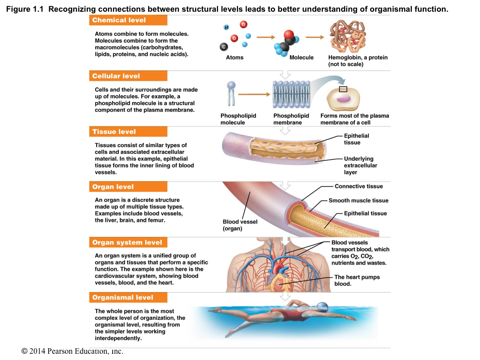 Figure 1.1 Recognizing connections between structural levels leads to better understanding of organismal function.
Chemical level
Atoms combine to form molecules.
Molecules combine to form the
macromolecules (carbohydrates,
lipids, proteins, and nucleic acids).
Atoms
Molecule
Hemoglobin, a protein
(not to scale)
Cellular level
Cells and their surroundings are made
up of molecules. For example, a
phospholipid molecule is a structural
component of the plasma membrane.
Phospholipid
molecule
Phospholipid
membrane
Forms most of the plasma
membrane of a cell
Tissue level
Tissues consist of similar types of
cells and associated extracellular
material. In this example, epithelial
tissue forms the inner lining of blood
vessels.
Epithelial
tissue
Underlying
extracellular
layer
Organ level
An organ is a discrete structure
made up of multiple tissue types.
Examples include blood vessels,
the liver, brain, and femur.
Blood vessel
(organ)
Connective tissue
Smooth muscle tissue
Epithelial tissue
Organ system level
An organ system is a unified group of
organs and tissues that perform a specific
function. The example shown here is the
cardiovascular system, showing blood
vessels, blood, and the heart.
Blood vessels
transport blood, which
carries O₂, CO₂,
nutrients and wastes.
The heart pumps
blood.
Organismal level
The whole person is the most
complex level of organization, the
organismal level, resulting from
the simpler levels working
interdependently.
© 2014 Pearson Education, Inc.